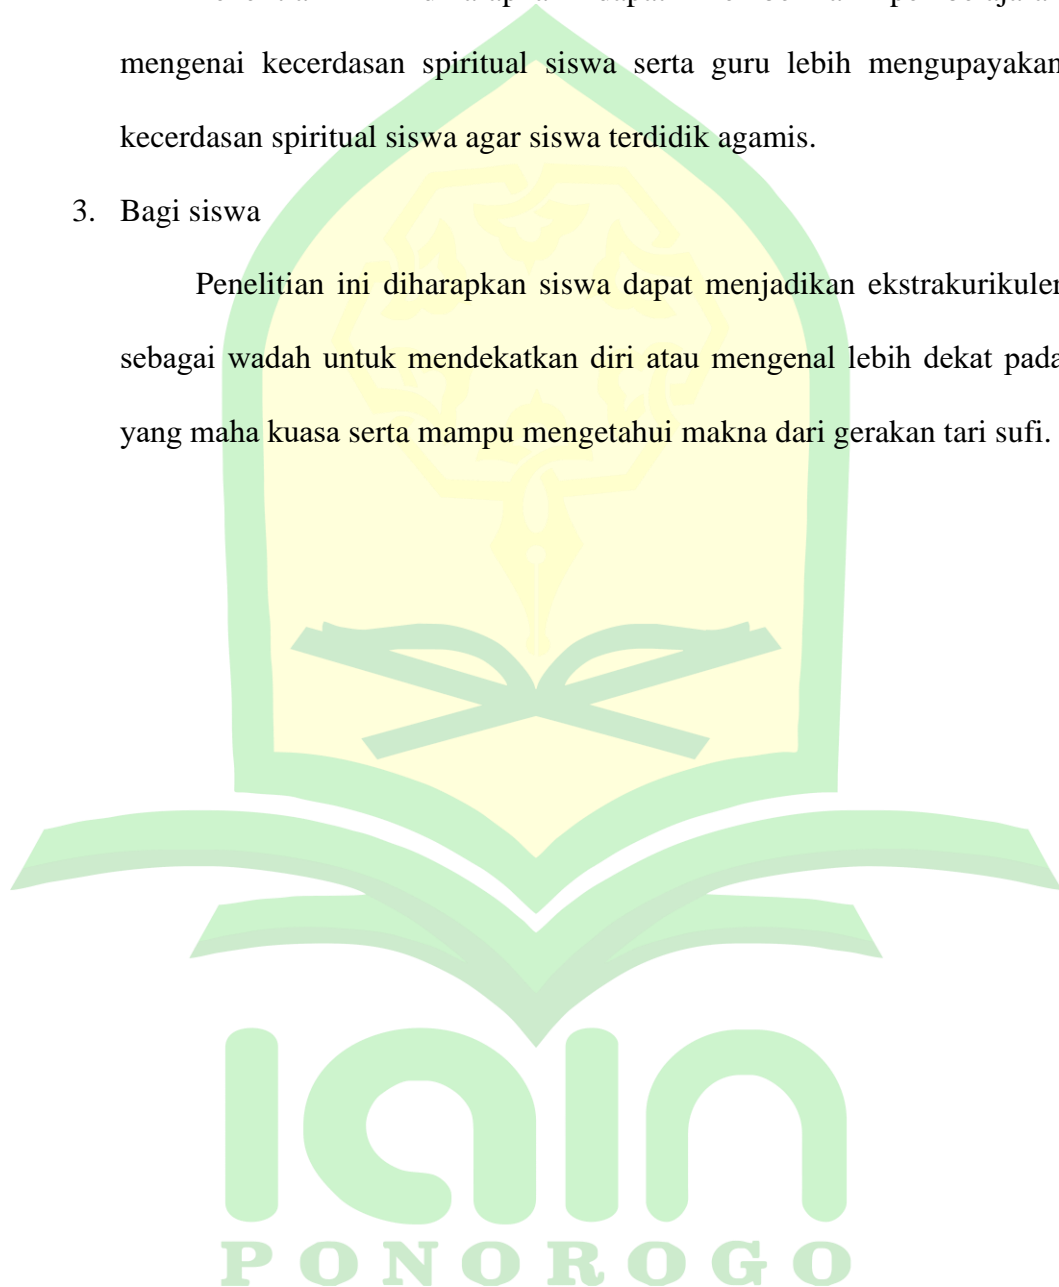 dapat
mengenai kecerdasan spiritual siswa serta guru lebih mengupayakan
kecerdasan spiritual siswa agar siswa terdidik agamis.
3. Bagi siswa
Penelitian ini diharapkan siswa dapat menjadikan ekstrakurikuler
sebagai wadah untuk mendekatkan diri atau mengenal lebih dekat pada
yang maha kuasa serta mampu mengetahui makna dari gerakan tari sufi.
IAIN
PONOROGO